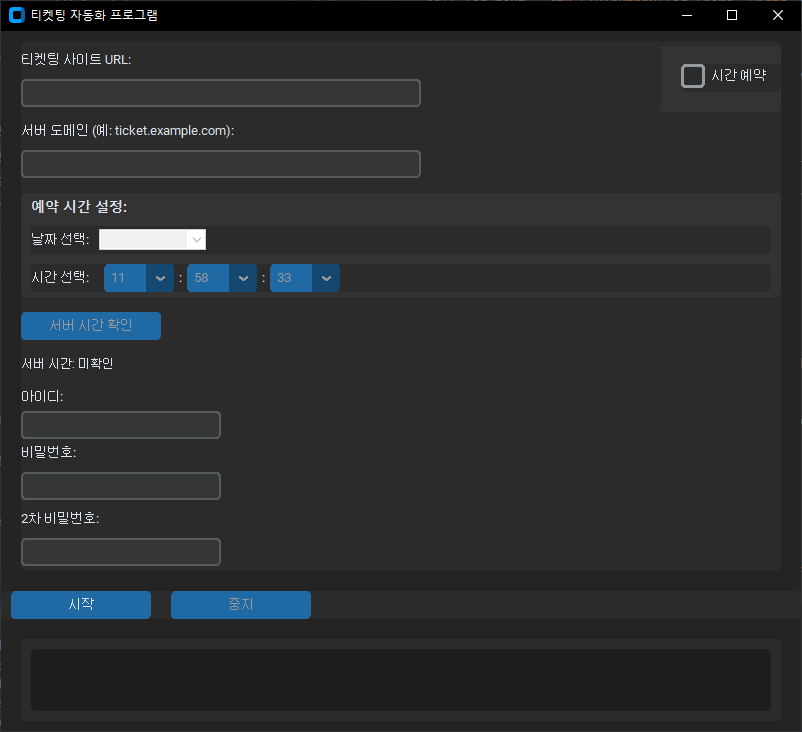 티켓팅 자동화 프로그램
티켓팅 사이트 URL:
시간 예약
서버 도메인 (예: ticket.example.com):
예약 시간 설정:
날짜 선택:
시간 선택: 11 : 58 : 33
서버 시간 확인
서버 시간: 미확인
아이디:
비밀번호:
2차 비밀번호:
시작 중지